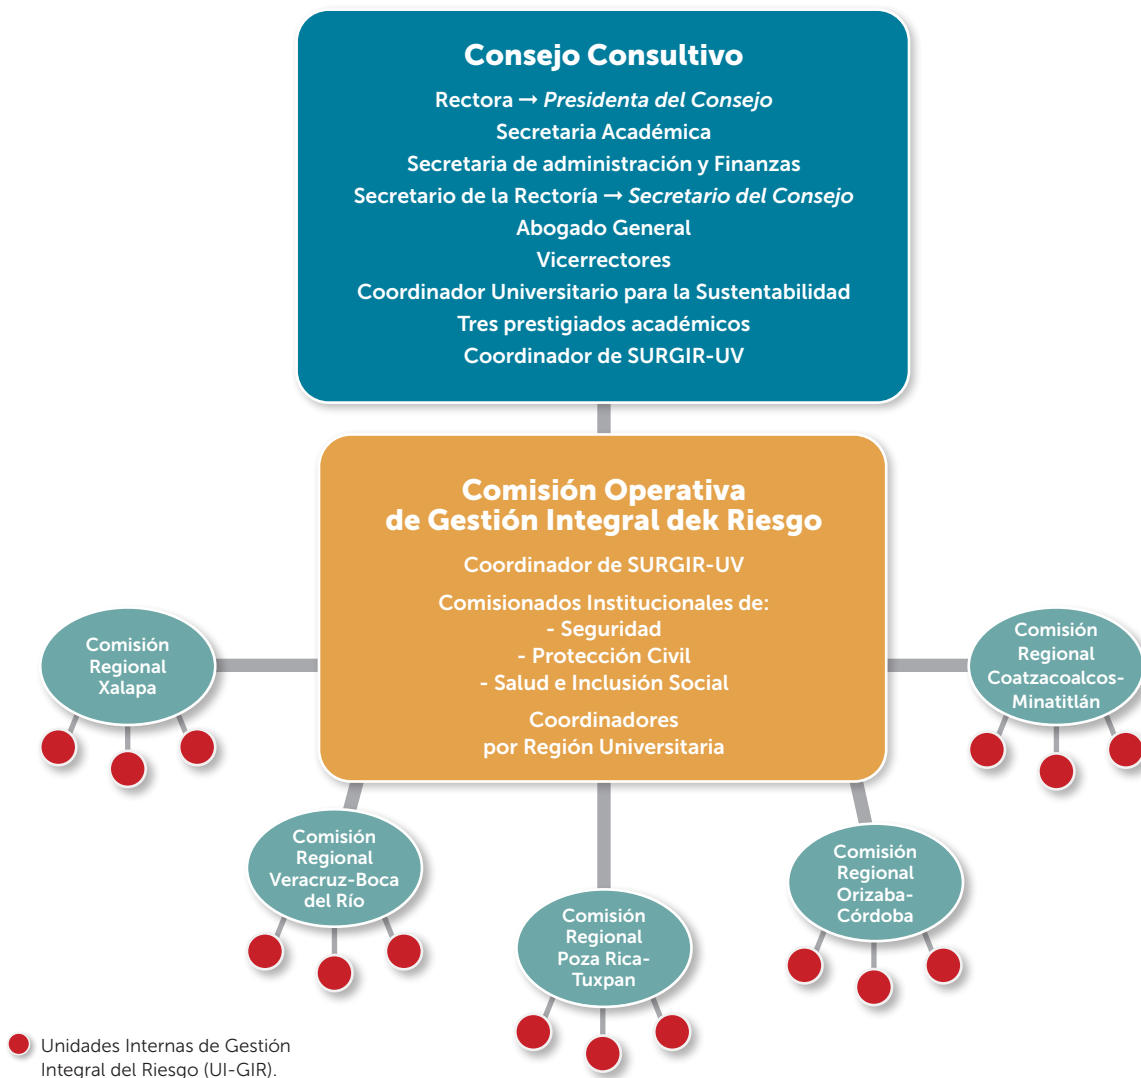 Consejo Consultivo
Rectora → Presidenta del Consejo
Secretaria Académica
Secretaria de administración y Finanzas
Secretario de la Rectoría → Secretario del Consejo
Abogado General
Vicerrectores
Coordinador Universitario para la Sustentabilidad
Tres prestigiados académicos
Coordinador de SURGIR-UV
Comisión Operativa
de Gestión Integral dek Riesgo
Coordinador de SURGIR-UV
Comisionados Institucionales de:
- Seguridad
- Protección Civil
- Salud e Inclusión Social
Coordinadores
por Región Universitaria
Comisión
Regional
Xalapa
Comisión
Regional
Coatzacoalcos-
Minatitlán
Comisión
Regional
Veracruz-Boca
del Río
Comisión
Regional
Poza Rica-
Tuxpan
Comisión
Regional
Orizaba-
Córdoba
Unidades Internas de Gestión
Integral del Riesgo (UI-GIR).